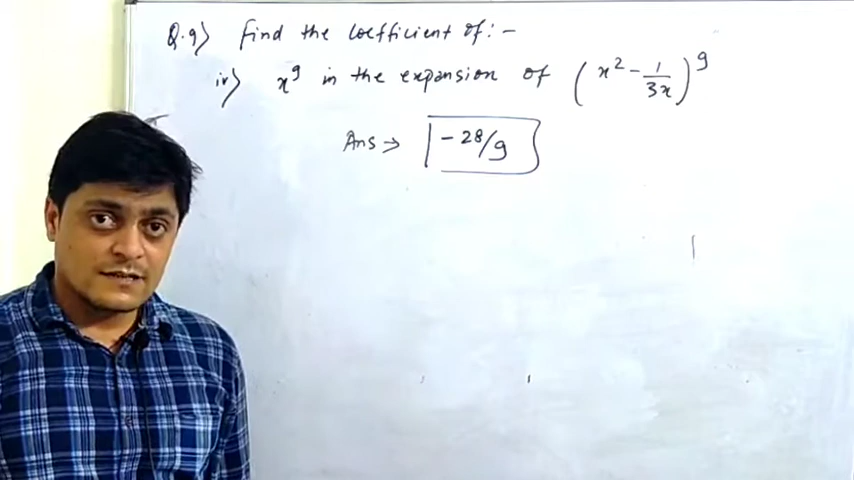 Q.9) Find the coefficient of:-
iv) x⁹ in the expansion of (x² - 1/3x)⁹
Ans → -28/9